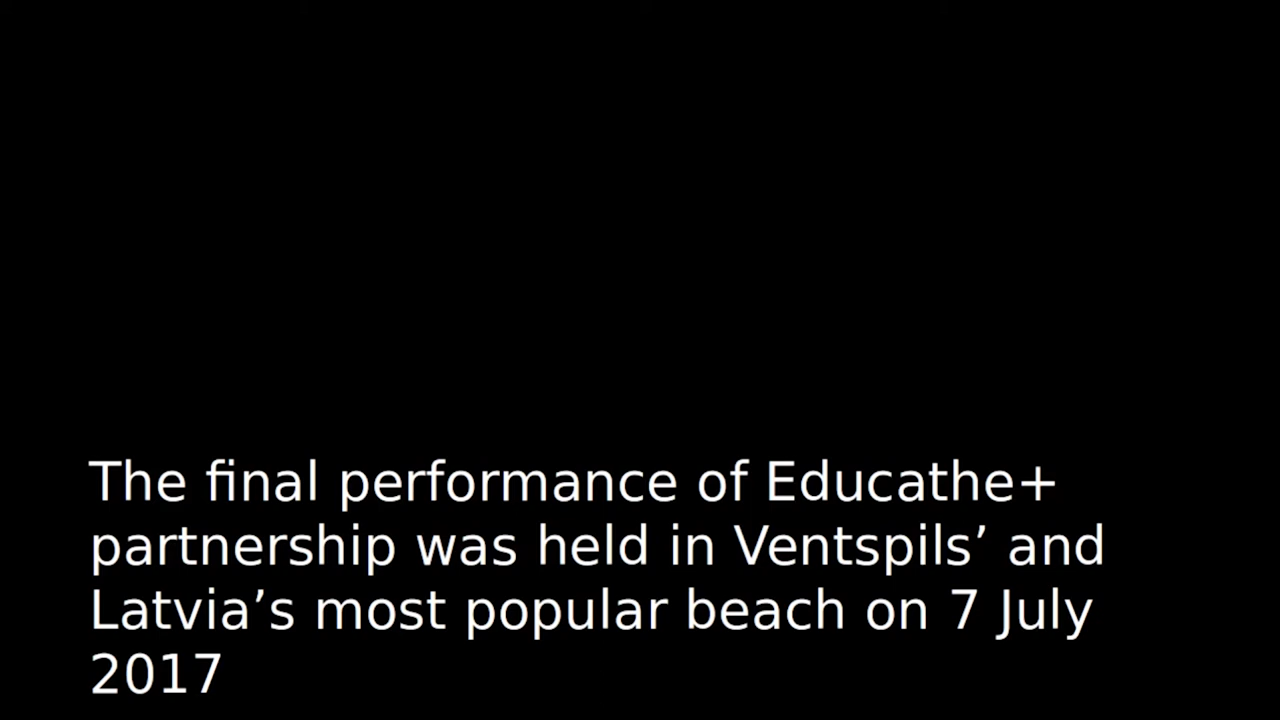 The final performance of Educathe+
partnership was held in Ventspils’ and
Latvia’s most popular beach on 7 July
2017